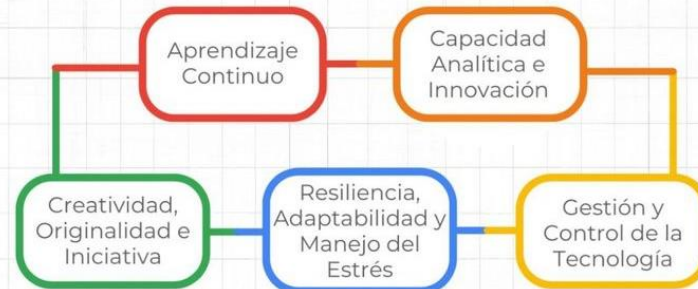 Aprendizaje
Continuo
Capacidad
Analítica e
Innovación
Creatividad,
Originalidad e
Iniciativa
Resiliencia,
Adaptabilidad y
Manejo del
Estrés
Gestión y
Control de la
Tecnología